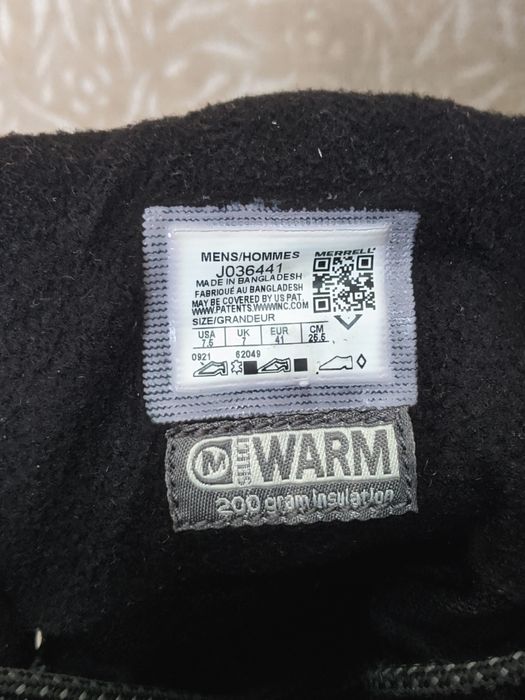 MENS/HOMMES
MERRELL
J036441
MADE IN BANGLADESH
FABRIQUÉ AU BANGLADESH
MAY BE COVERED BY US PAT.
WWW.PATENTS.WWWINC.COM
SIZE/GRANDEUR
USA UK EUR CM
7.5 7 41 25.5
0921 62049
M SELECT WARM
200 gram insulation